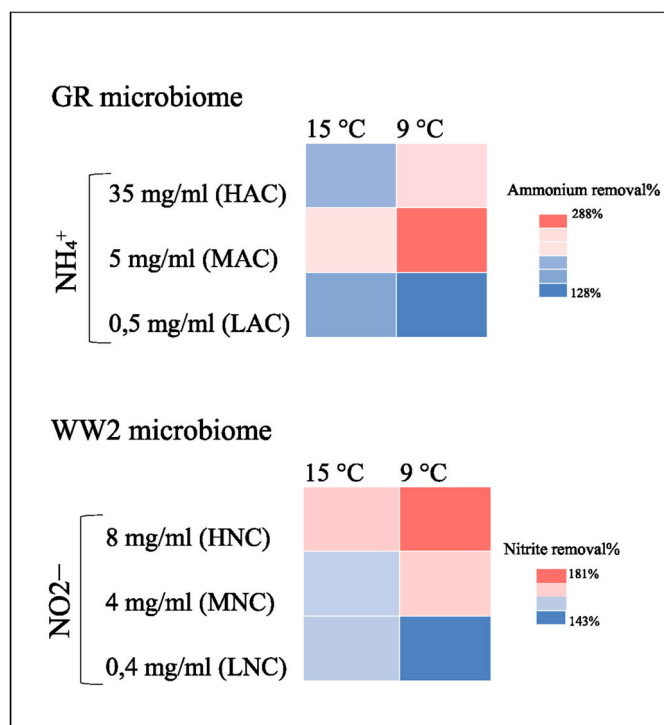 GR microbiome
15 °C 9 °C
35 mg/ml (HAC)
5 mg/ml (MAC)
0,5 mg/ml (LAC)
NH₄⁺
Ammonium removal%
288%
128%
WW2 microbiome
15 °C 9 °C
8 mg/ml (HNC)
4 mg/ml (MNC)
0,4 mg/ml (LNC)
NO2−
Nitrite removal%
181%
143%